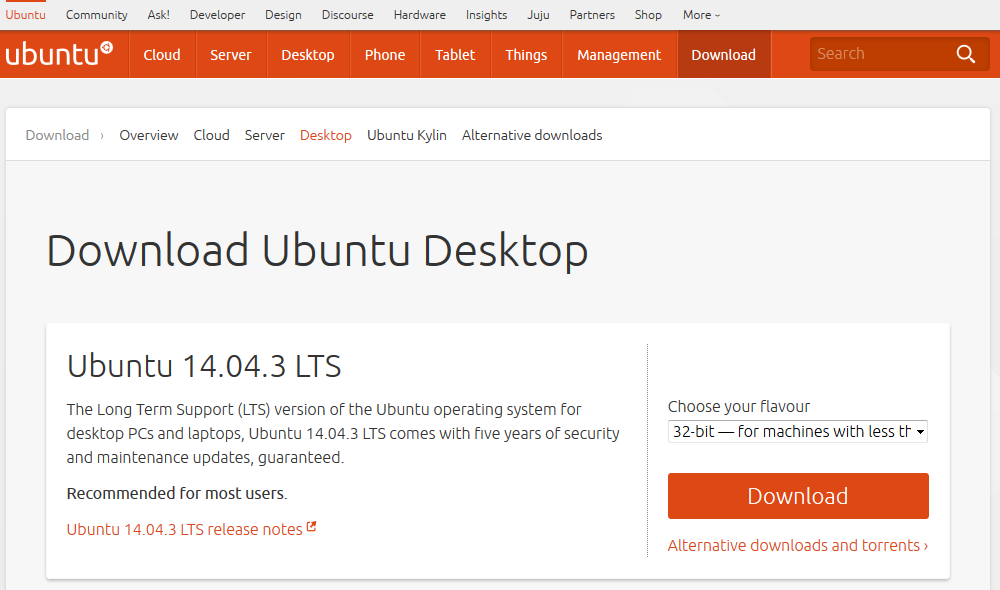 Ubuntu Community Ask! Developer Design Discourse Hardware Insights Juju Partners Shop More
ubuntu Cloud Server Desktop Phone Tablet Things Management Download Search
Download › Overview Cloud Server Desktop Ubuntu Kylin Alternative downloads
Download Ubuntu Desktop
Ubuntu 14.04.3 LTS
The Long Term Support (LTS) version of the Ubuntu operating system for
desktop PCs and laptops, Ubuntu 14.04.3 LTS comes with five years of security
and maintenance updates, guaranteed.
Recommended for most users.
Ubuntu 14.04.3 LTS release notes
Choose your flavour
32-bit — for machines with less th
Download
Alternative downloads and torrents ›